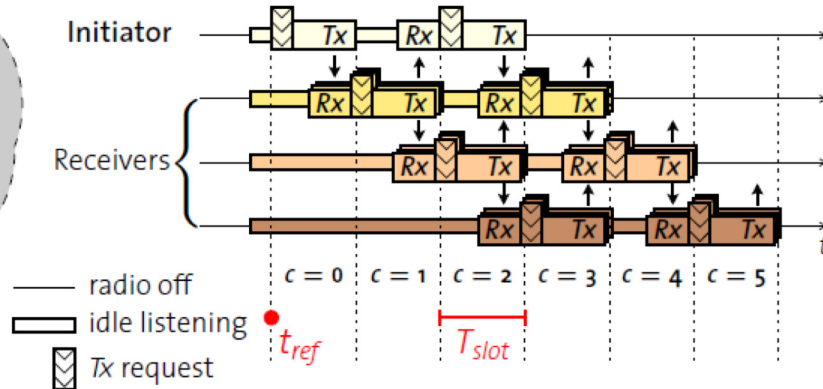 Initiator Tx Rx Tx
Rx Tx Rx Tx
Receivers Rx Tx Rx Tx
Rx Tx Rx Tx
t
c = 0 c = 1 c = 2 c = 3 c = 4 c = 5
radio off
idle listening
t_ref T_slot
Tx request